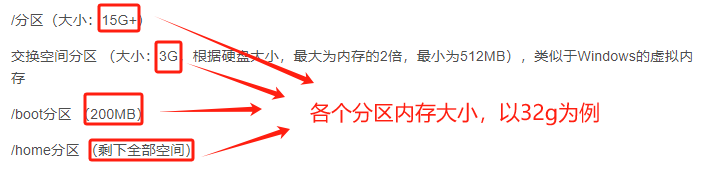 /分区（大小：15G+）
交换空间分区 （大小：3G 根据硬盘大小，最大为内存的2倍，最小为512MB），类似于Windows的虚拟内
存
/boot分区 （200MB）
各个分区内存大小，以32g为例
/home分区 （剩下全部空间）